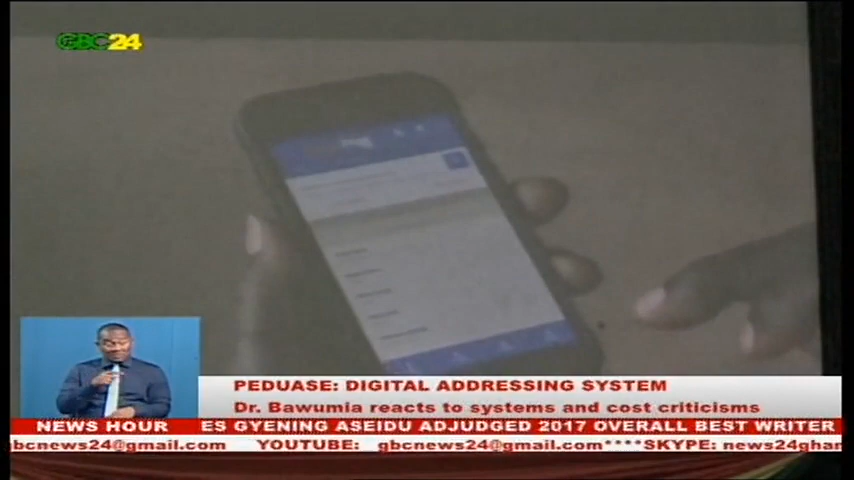 GBC24
PEDUASE: DIGITAL ADDRESSING SYSTEM
Dr. Bawumia reacts to systems and cost criticisms
NEWS HOUR
ES GYENING ASEIDU ADJUDGED 2017 OVERALL BEST WRITER
bcnews24@gmail.com YOUTUBE: gbcnews24@gmail.com****SKYPE: news24ghan